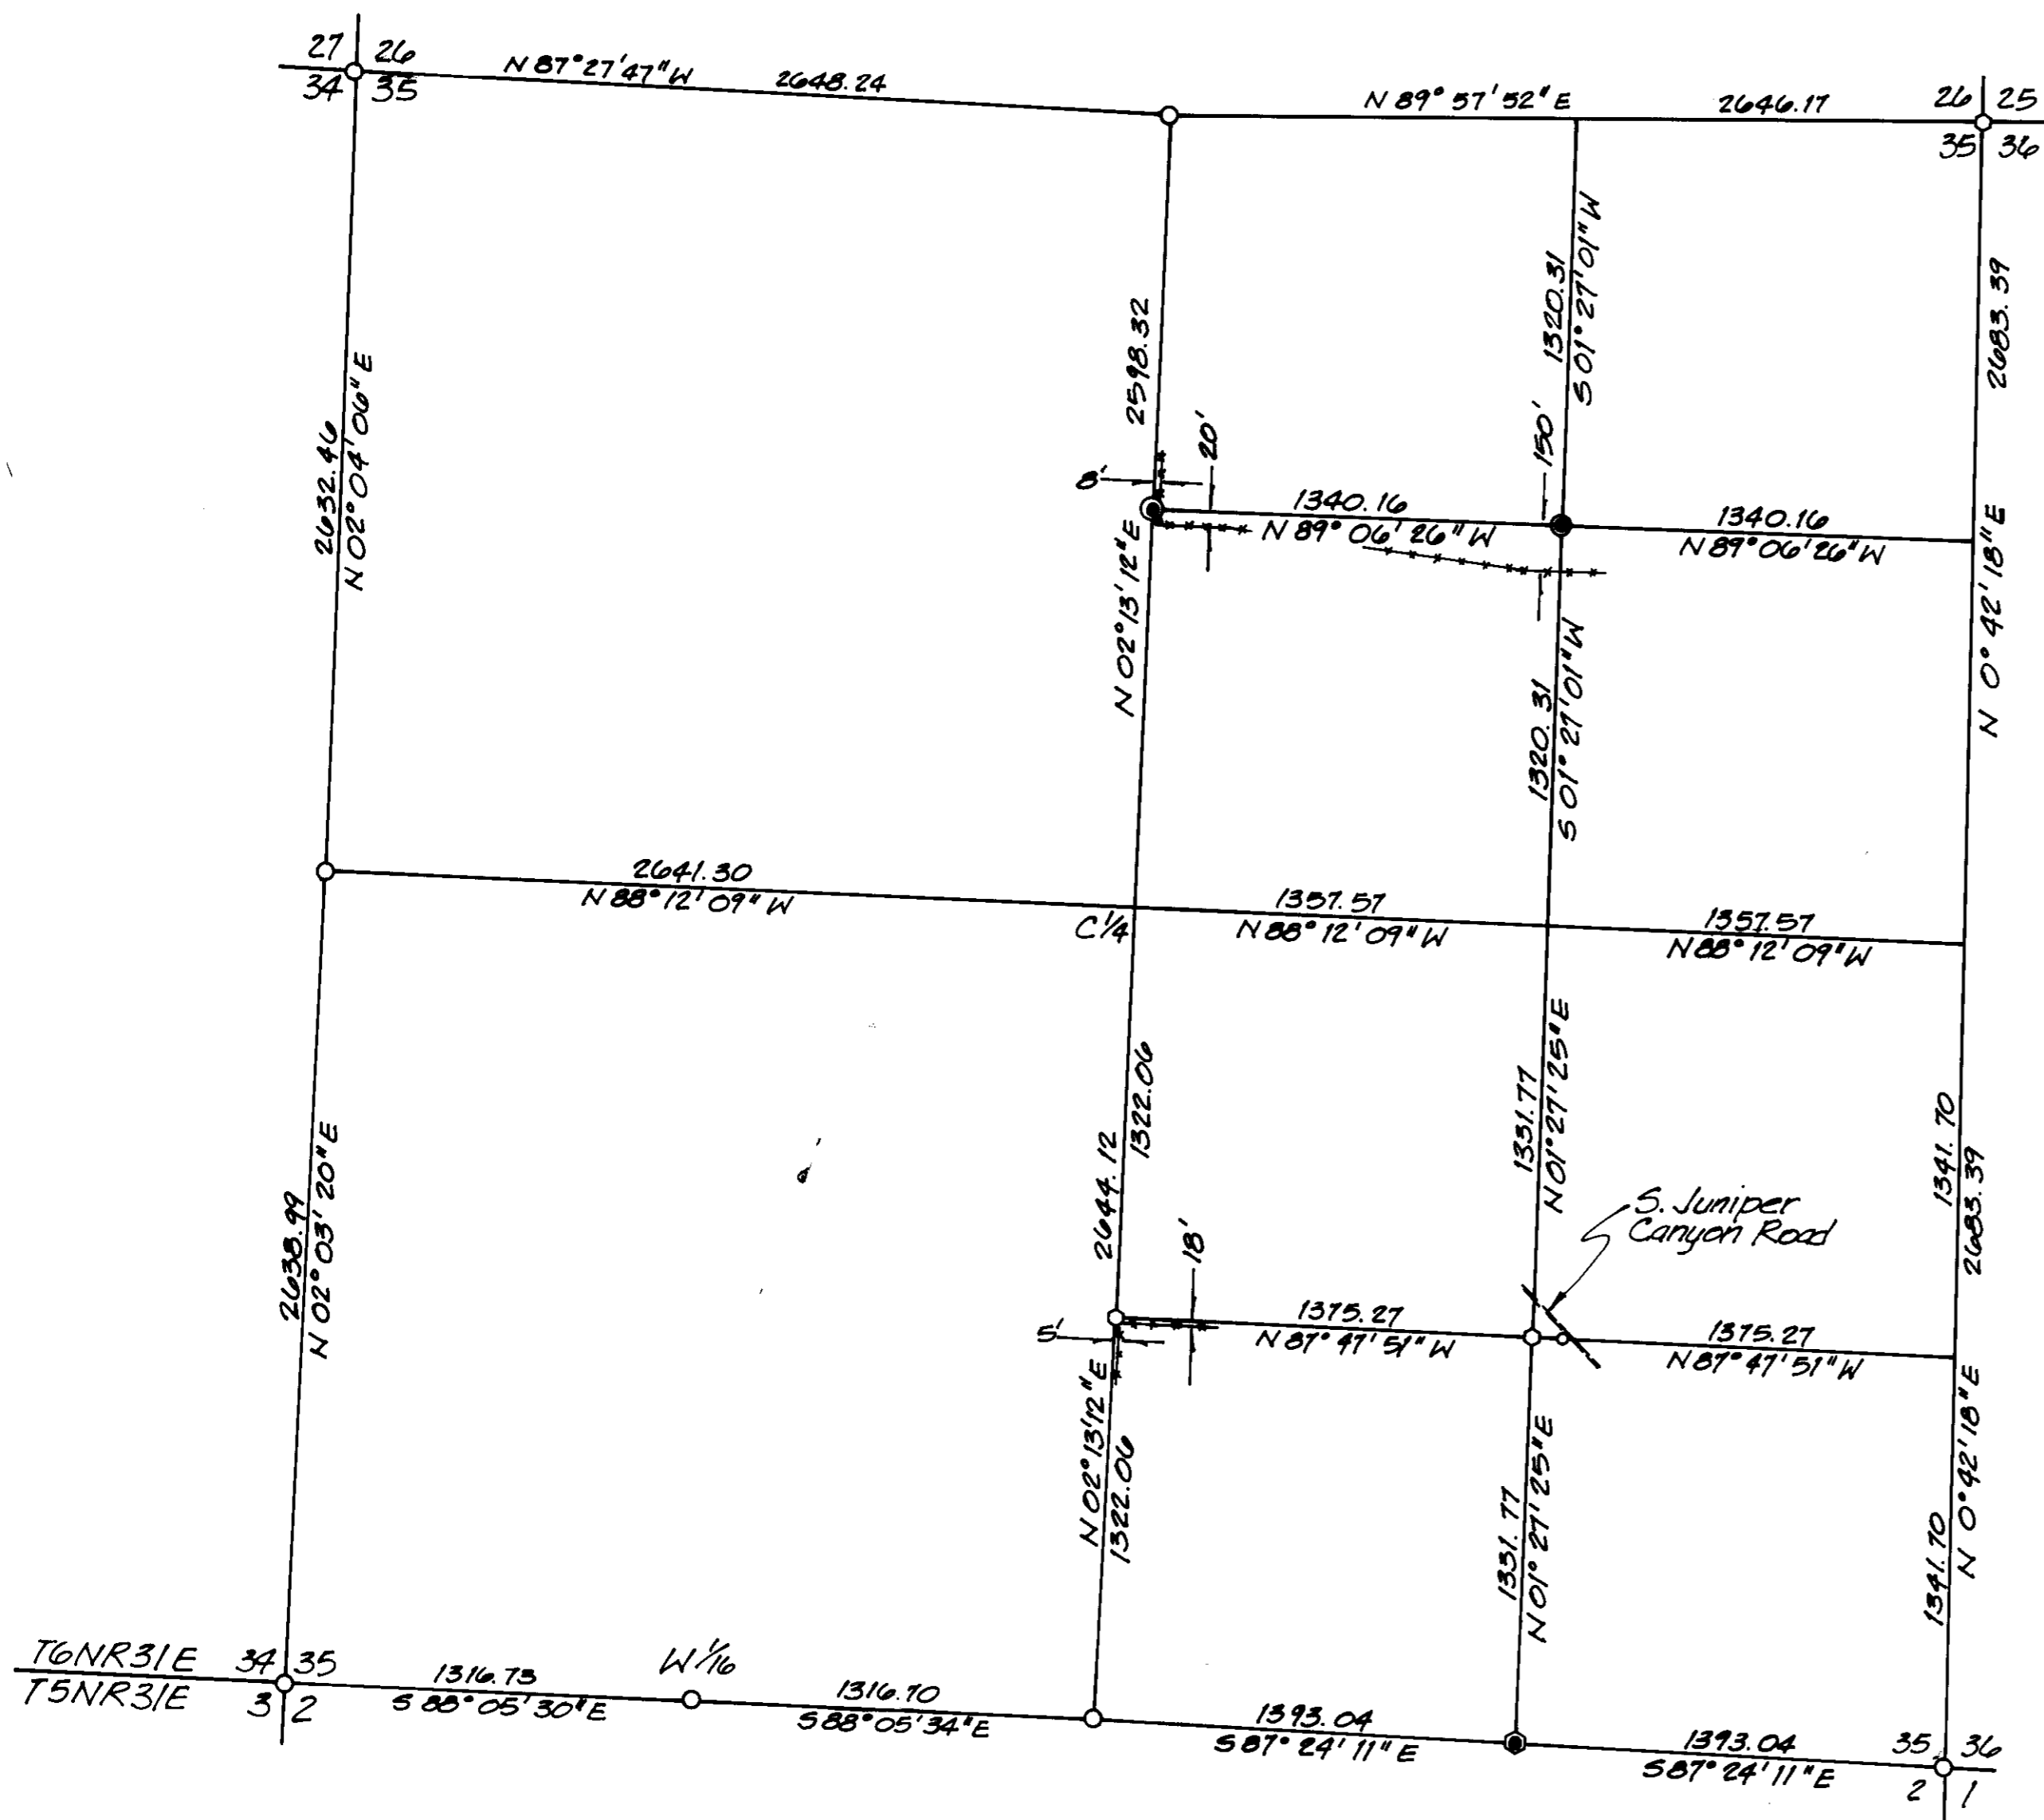 27 26
34 35
N 87° 27' 47" W 2648.24
N 89° 57' 52" E 2646.17
26 25
35 36
2632.46
N 02° 04' 06" E
2598.32
N 02° 13' 12" E
8'
20'
150'
1320.31
S 01° 27' 01" W
2683.39
N 0° 42' 18" E
1340.16
N 89° 06' 26" W
1340.16
N 89° 06' 26" W
1320.31
S 01° 27' 01" W
2641.30
N 88° 12' 09" W
C 1/4
1357.57
N 88° 12' 09" W
1357.57
N 88° 12' 09" W
2638.99
N 02° 03' 20" E
2644.12
1322.06
1331.77
N 01° 27' 25" E
1341.70
2683.39
S. Juniper
Canyon Road
18'
5'
1375.27
N 87° 47' 51" W
1375.27
N 87° 47' 51" W
N 02° 13' 12" E
1322.06
1331.77
N 01° 27' 25" E
1341.70
N 0° 42' 18" E
T6NR31E 34 35
T5NR31E 3 2
1316.73
S 88° 05' 30" E
W 1/16
1316.70
S 88° 05' 34" E
1393.04
S 87° 24' 11" E
1393.04
S 87° 24' 11" E
35 36
2 1